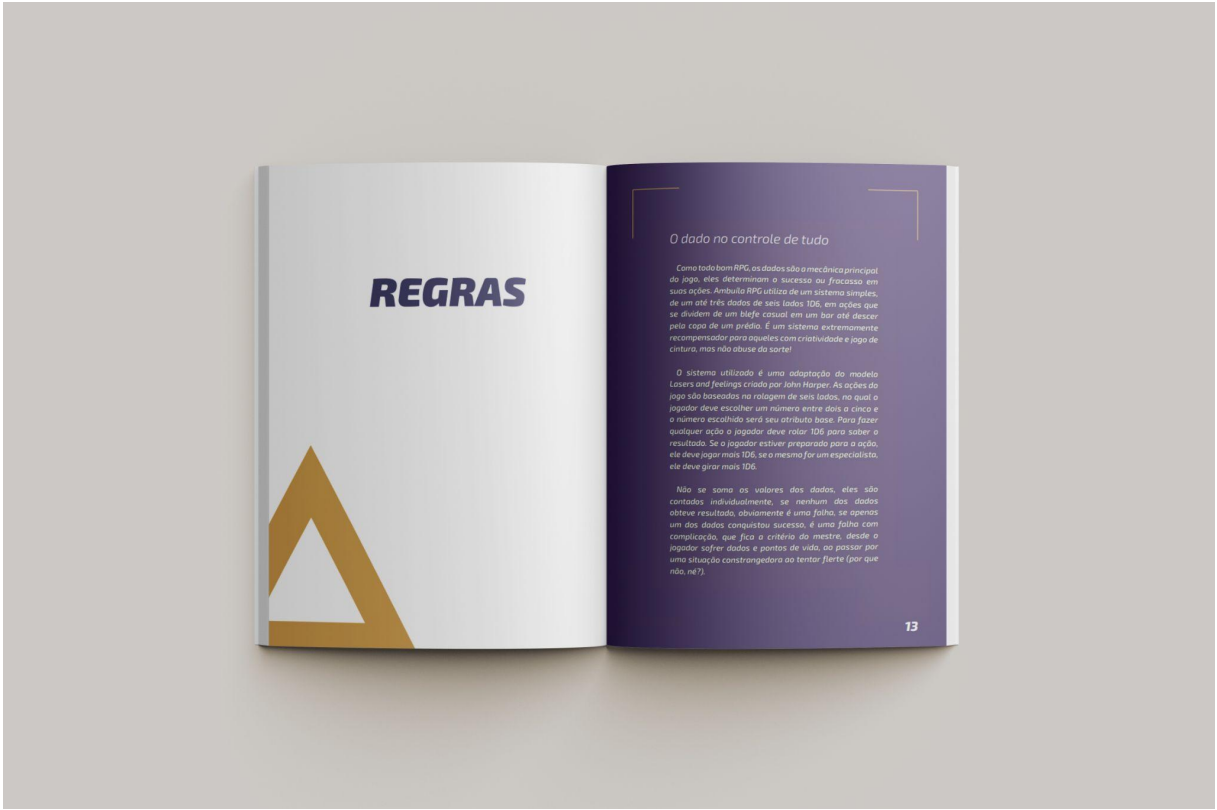 REGRAS
O dado no controle de tudo
Como todo bom RPG, os dados são a mecânica principal
do jogo, eles determinam o sucesso ou fracasso em
suas ações. Ambuíla RPG utiliza de um sistema simples,
de um até três dados de seis lados 1D6, em ações que
se dividem de um blefe casual em um bar até descer
pela copa de um prédio. É um sistema extremamente
recompensador para aqueles com criatividade e jogo de
cintura, mas não abuse da sorte!
O sistema utilizado é uma adaptação do modelo
Lasers and feelings criado por John Harper. As ações do
jogo são baseadas na rolagem de seis lados, no qual o
jogador deve escolher um número entre dois a cinco e
o número escolhido será seu atributo base. Para fazer
qualquer ação o jogador deve rolar 1D6 para saber o
resultado. Se o jogador estiver preparado para a ação,
ele deve jogar mais 1D6, se o mesmo for um especialista,
ele deve girar mais 1D6.
Não se soma os valores dos dados, eles são
contados individualmente, se nenhum dos dados
obteve resultado, obviamente é uma falha, se apenas
um dos dados conquistou sucesso, é uma falha com
complicação, que fica a critério do mestre, desde o
jogador sofrer dados e pontos de vida, ao passar por
uma situação constrangedora ao tentar flerte (por que
não, né?).
13